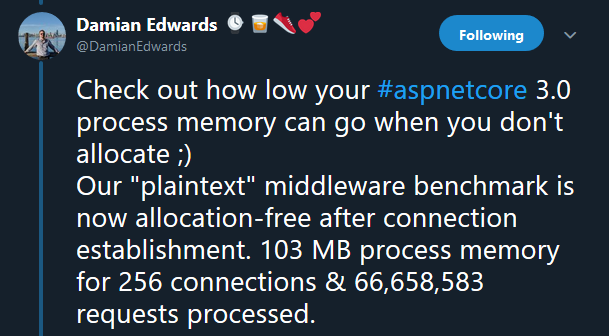 Damian Edwards
@DamianEdwards
Following
Check out how low your #aspnetcore 3.0
process memory can go when you don't
allocate ;)
Our "plaintext" middleware benchmark is
now allocation-free after connection
establishment. 103 MB process memory
for 256 connections & 66,658,583
requests processed.